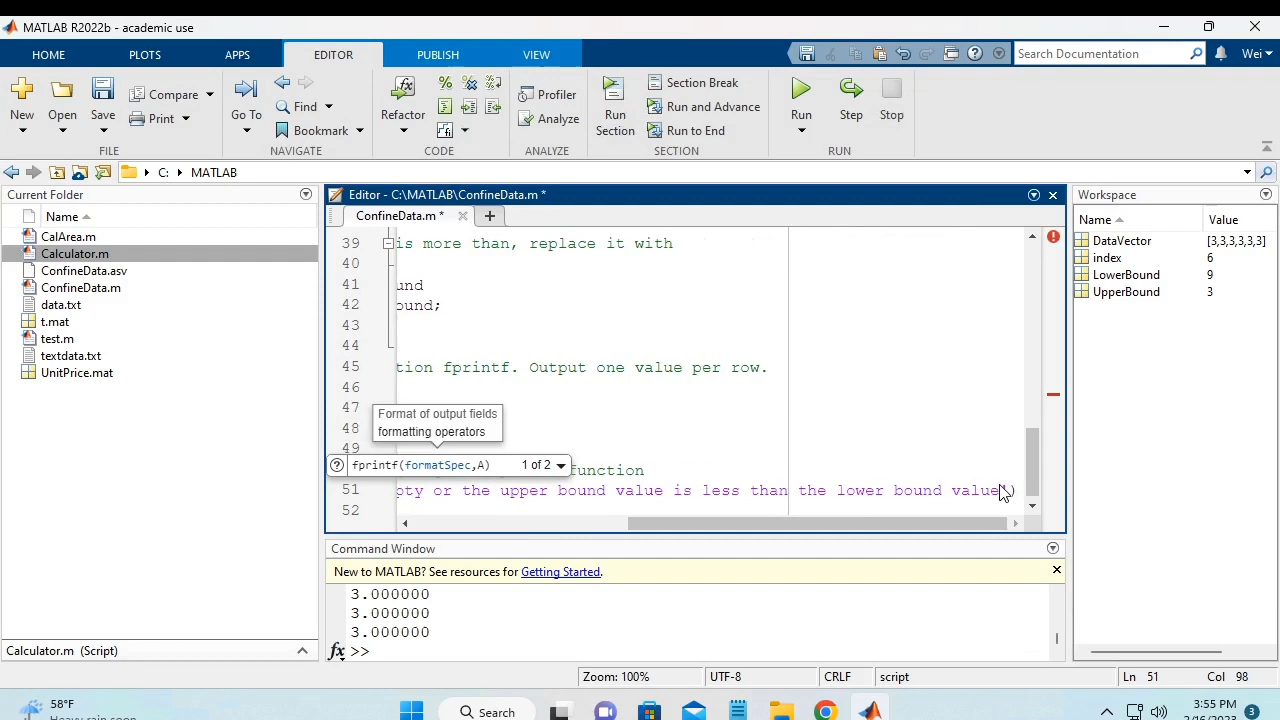 MATLAB R2022b - academic use
HOME PLOTS APPS EDITOR PUBLISH VIEW Search Documentation Wei
New Open Save Compare Print Go To Find Bookmark Refactor Profiler Analyze Run Section Section Break Run and Advance Run to End Run Step Stop
FILE NAVIGATE CODE ANALYZE SECTION RUN
C: MATLAB
Current Folder
Name
CalArea.m
Calculator.m
ConfineData.asv
ConfineData.m
data.txt
t.mat
test.m
textdata.txt
UnitPrice.mat
Calculator.m (Script)
Editor - C:\MATLAB\ConfineData.m *
ConfineData.m *
39 is more than, replace it with
40
41 und
42 ound;
43
44
45 tion fprintf. Output one value per row.
46
47
48
49
Format of output fields
formatting operators
fprintf(formatSpec,A) 1 of 2
function
51 pty or the upper bound value is less than the lower bound value')
52
Command Window
New to MATLAB? See resources for Getting Started.
3.000000
3.000000
3.000000
fx >>
Workspace
Name Value
DataVector [3,3,3,3,3,3]
index 6
LowerBound 9
UpperBound 3
Zoom: 100% UTF-8 CRLF script Ln 51 Col 98
58°F
Heavy rain soon
Search
3:55 PM
3